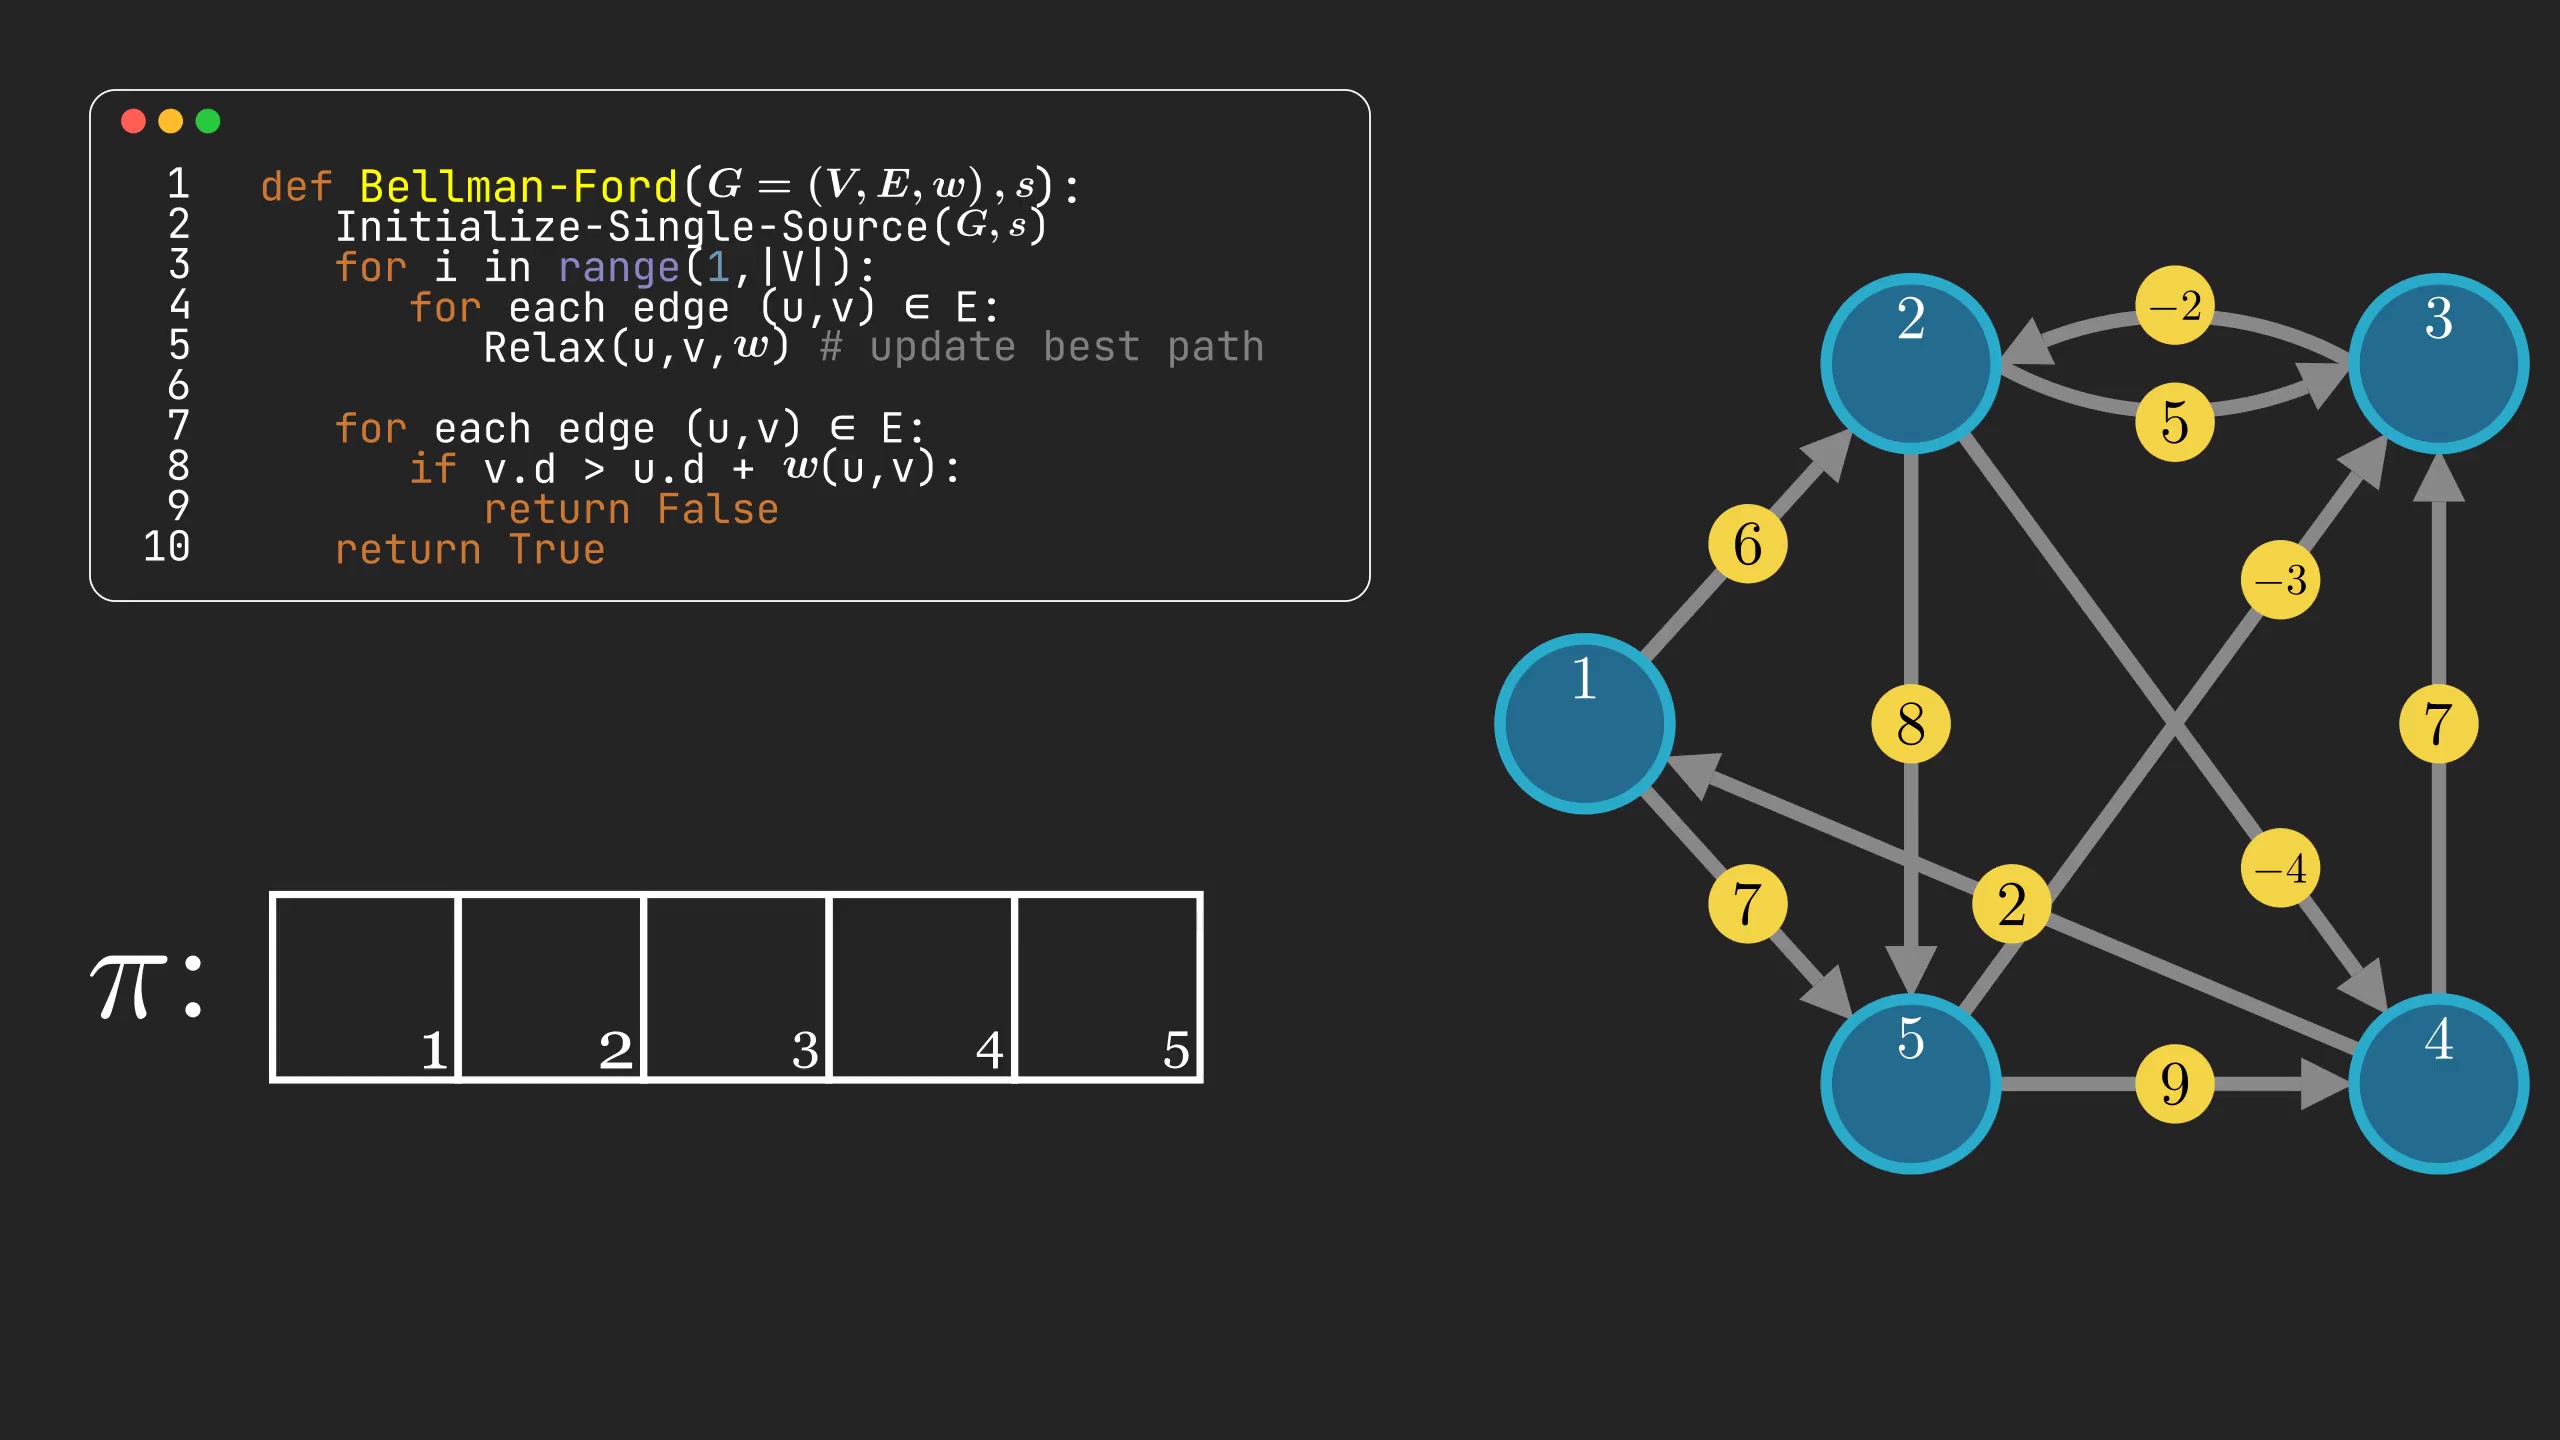 1 def Bellman-Ford(G = (V, E, w), s):
2 Initialize-Single-Source(G, s)
3 for i in range(1,|V|):
4 for each edge (u,v) ∈ E:
5 Relax(u,v,w) # update best path
6
7 for each edge (u,v) ∈ E:
8 if v.d > u.d + w(u,v):
9 return False
10 return True
π:
1 2 3 4 5
−2
2 3
5
6
−3
1
8 7
−4
7 2
5 4
9